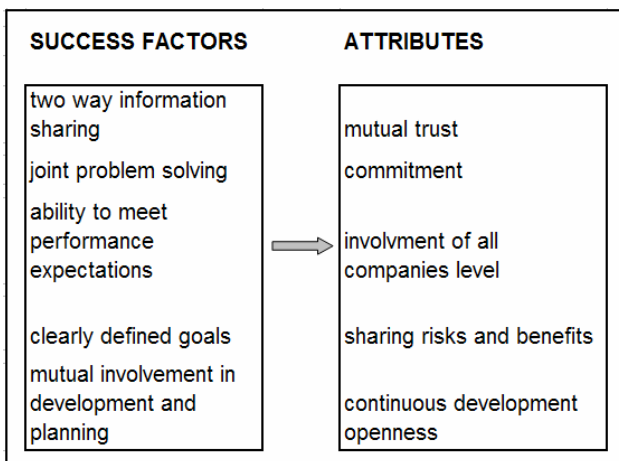 SUCCESS FACTORS
ATTRIBUTES
two way information
sharing
joint problem solving
ability to meet
performance
expectations
clearly defined goals
mutual involvement in
development and
planning
mutual trust
commitment
involvment of all
companies level
sharing risks and benefits
continuous development
openness